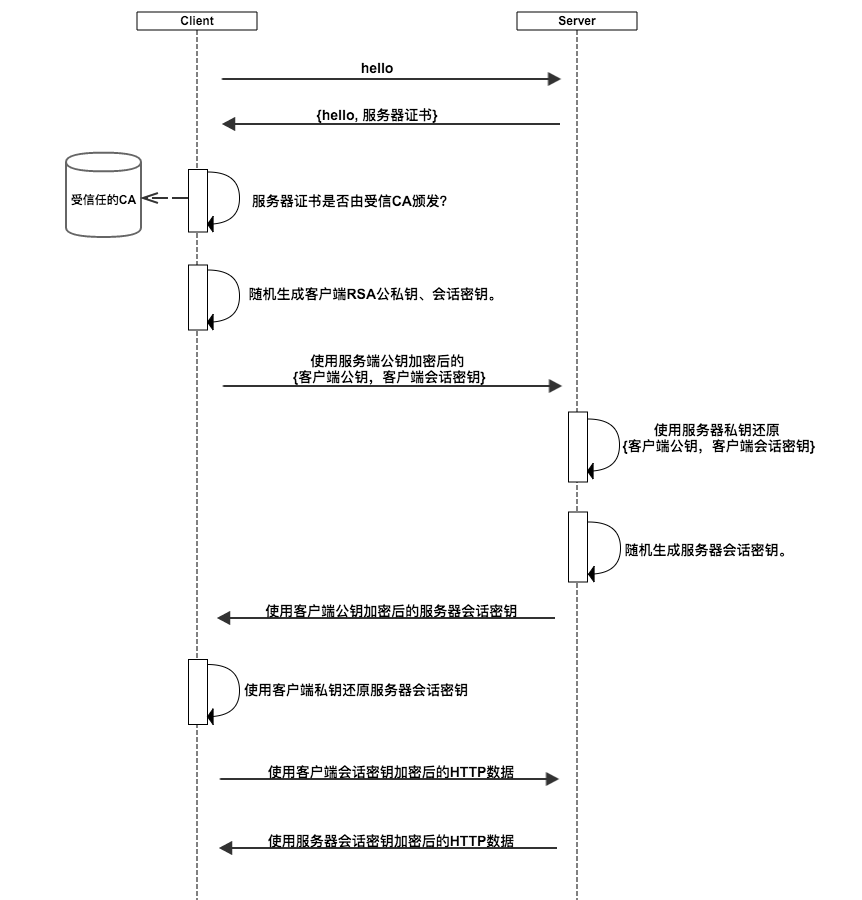 Client
Server
hello
{hello, 服务器证书}
受信任的CA
服务器证书是否由受信CA颁发？
随机生成客户端RSA公私钥、会话密钥。
使用服务端公钥加密后的
{客户端公钥，客户端会话密钥}
使用服务器私钥还原
{客户端公钥，客户端会话密钥}
随机生成服务器会话密钥。
使用客户端公钥加密后的服务器会话密钥
使用客户端私钥还原服务器会话密钥
使用客户端会话密钥加密后的HTTP数据
使用服务器会话密钥加密后的HTTP数据